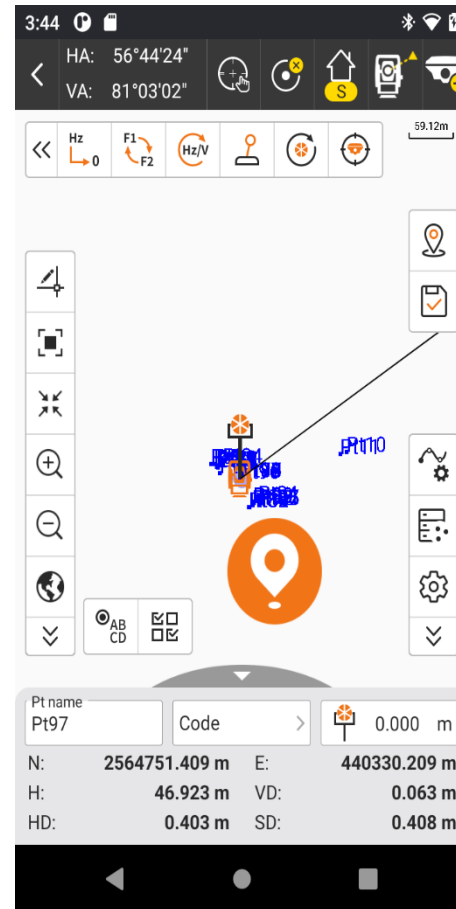 3:44
HA: 56°44'24"
VA: 81°03'02"
S
Hz
0
F1
F2
Hz/V
59.12m
Pt110
AB
CD
Pt name
Pt97
Code
0.000 m
N: 2564751.409 m E: 440330.209 m
H: 46.923 m VD: 0.063 m
HD: 0.403 m SD: 0.408 m